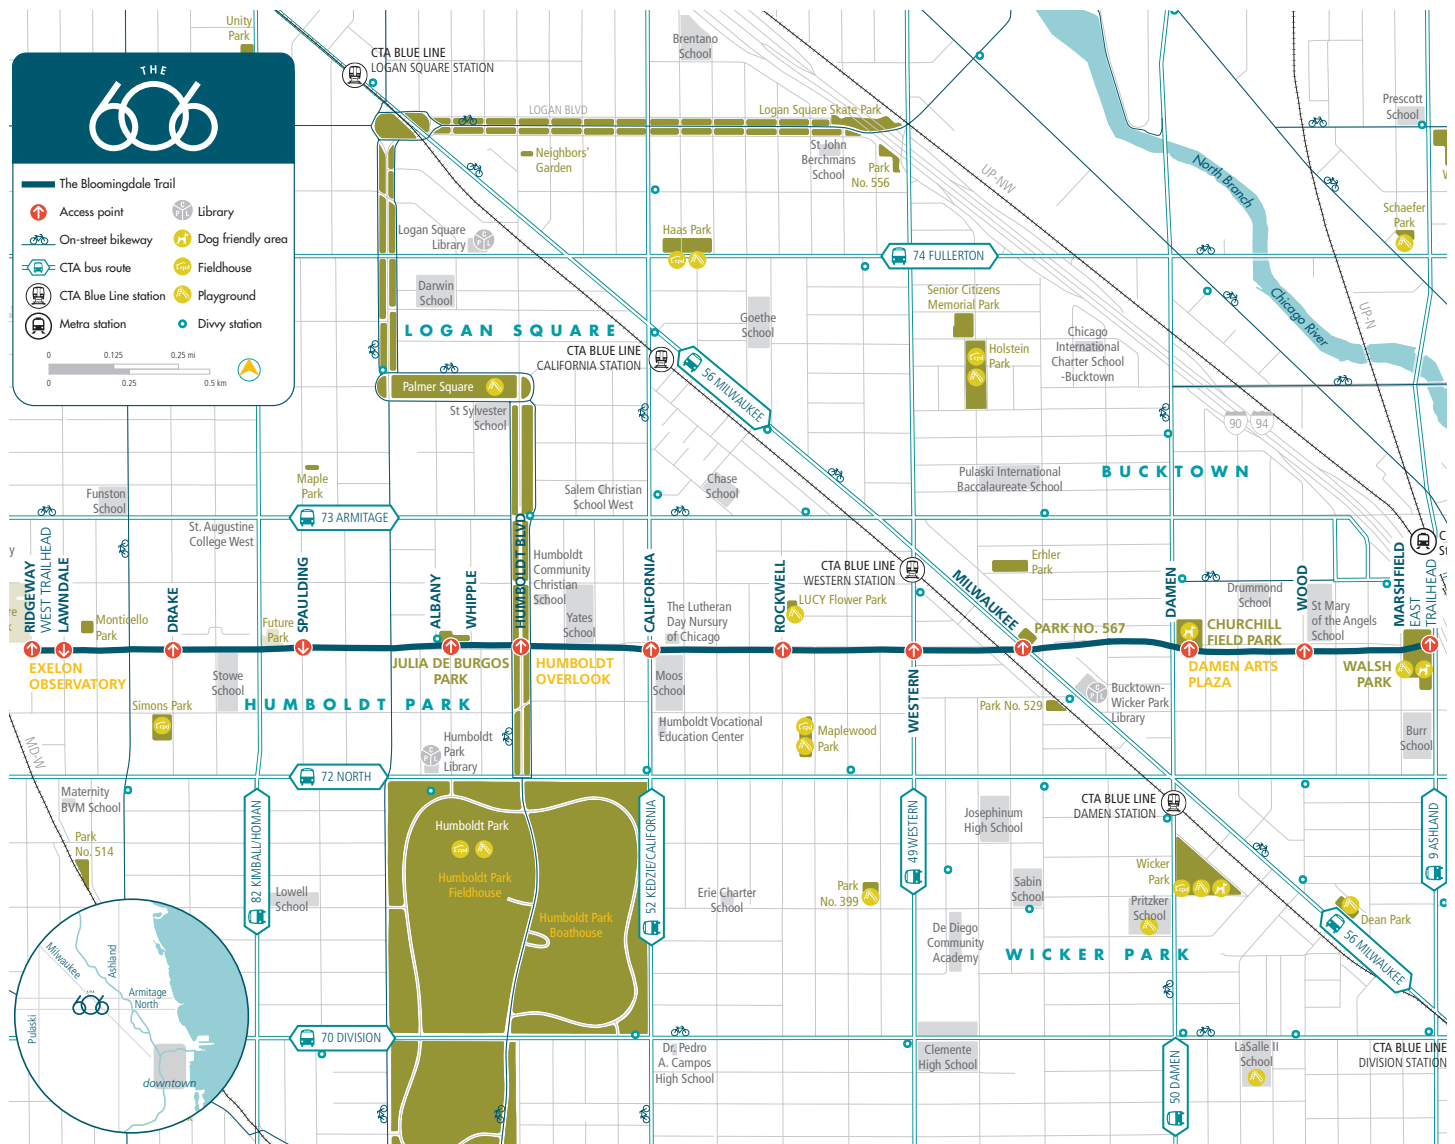 THE
606
The Bloomingdale Trail
Access point
Library
On-street bikeway
Dog friendly area
CTA bus route
Fieldhouse
CTA Blue Line station
Playground
Metra station
Divvy station
0
0.125
0.25 mi
0
0.25
0.5 km
Unity
Park
CTA BLUE LINE
LOGAN SQUARE STATION
Brentano
School
LOGAN BLVD
Logan Square Skate Park
Prescott
School
Neighbors'
Garden
St John
Berchmans
School
Park
No. 556
UP-NW
North Branch
Chicago River
UP-N
Schaefer
Park
Logan Square
Library
Haas Park
74 FULLERTON
Darwin
School
LOGAN SQUARE
Goethe
School
Senior Citizens
Memorial Park
Holstein
Park
Chicago
International
Charter School
-Bucktown
CTA BLUE LINE
CALIFORNIA STATION
56 MILWAUKEE
Palmer Square
St Sylvester
School
90
94
BUCKTOWN
Maple
Park
Funston
School
Salem Christian
School West
Chase
School
Pulaski International
Baccalaureate School
73 ARMITAGE
St. Augustine
College West
RIDGEWAY
WEST TRAILHEAD
LAWNDALE
DRAKE
SPAULDING
ALBANY
WHIPPLE
HUMBOLDT BLVD
CALIFORNIA
ROCKWELL
WESTERN
MILWAUKEE
DAMEN
WOOD
MARSHFIELD
EAST
TRAILHEAD
Humboldt
Community
Christian
School
Yates
School
The Lutheran
Day Nursury
of Chicago
CTA BLUE LINE
WESTERN STATION
LUCY Flower Park
Erhler
Park
Drummond
School
St Mary
of the Angels
School
Monticello
Park
Future
Park
PARK NO. 567
CHURCHILL
FIELD PARK
EXELON
OBSERVATORY
JULIA DE BURGOS
PARK
HUMBOLDT
OVERLOOK
DAMEN ARTS
PLAZA
WALSH
PARK
Stowe
School
Moos
School
HUMBOLDT PARK
Simons Park
Humboldt Vocational
Education Center
Maplewood
Park
Park No. 529
Bucktown-
Wicker Park
Library
Burr
School
MD-W
Humboldt
Park
Library
72 NORTH
Maternity
BVM School
Park
No. 514
82 KIMBALL/HOMAN
52 KEDZIE/CALIFORNIA
49 WESTERN
9 ASHLAND
CTA BLUE LINE
DAMEN STATION
Josephinum
High School
Humboldt Park
Humboldt Park
Fieldhouse
Humboldt Park
Boathouse
Lowell
School
Erie Charter
School
Park
No. 399
Sabin
School
Wicker
Park
Pritzker
School
De Diego
Community
Academy
Dean Park
56 MILWAUKEE
WICKER PARK
Milwaukee
Ashland
606
Armitage
North
Pulaski
downtown
70 DIVISION
Dr. Pedro
A. Campos
High School
Clemente
High School
50 DAMEN
LaSalle II
School
CTA BLUE LINE
DIVISION STATION